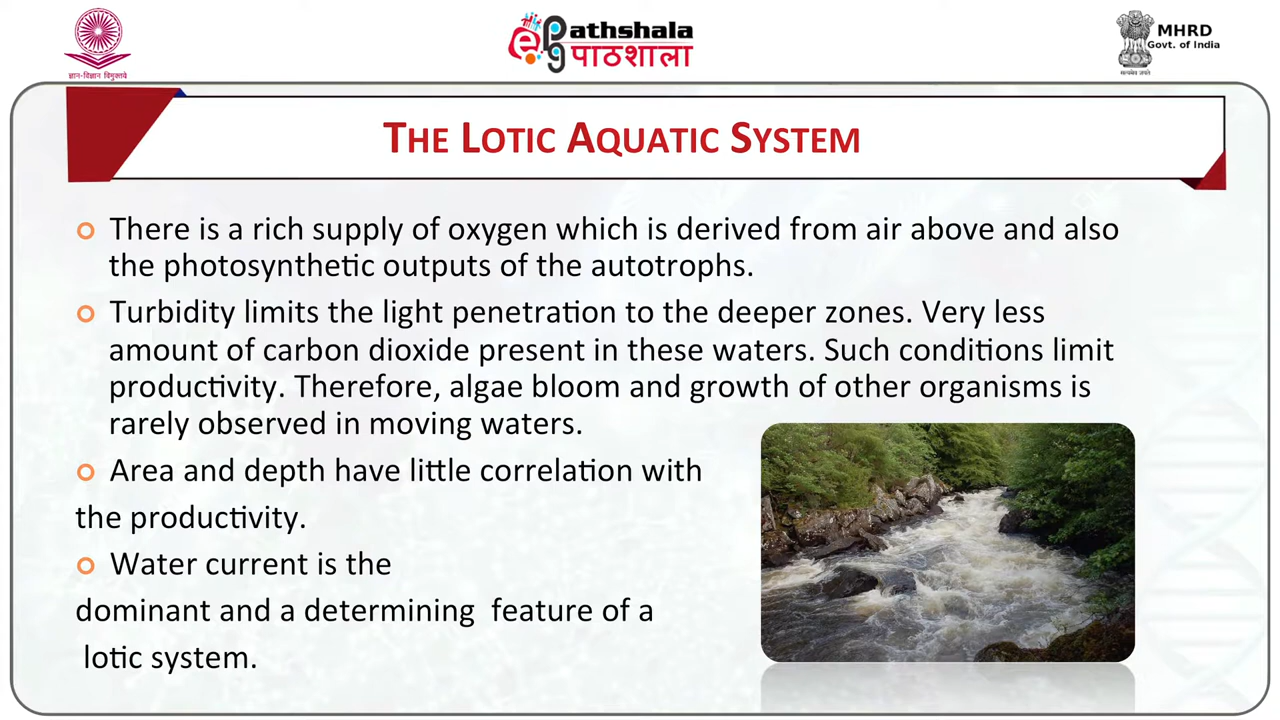 ज्ञान-विज्ञान विमुक्तये
Pathshala
पाठशाला
MHRD
Govt. of India
सत्यमेव जयते
THE LOTIC AQUATIC SYSTEM
There is a rich supply of oxygen which is derived from air above and also
the photosynthetic outputs of the autotrophs.
Turbidity limits the light penetration to the deeper zones. Very less
amount of carbon dioxide present in these waters. Such conditions limit
productivity. Therefore, algae bloom and growth of other organisms is
rarely observed in moving waters.
Area and depth have little correlation with
the productivity.
Water current is the
dominant and a determining feature of a
lotic system.